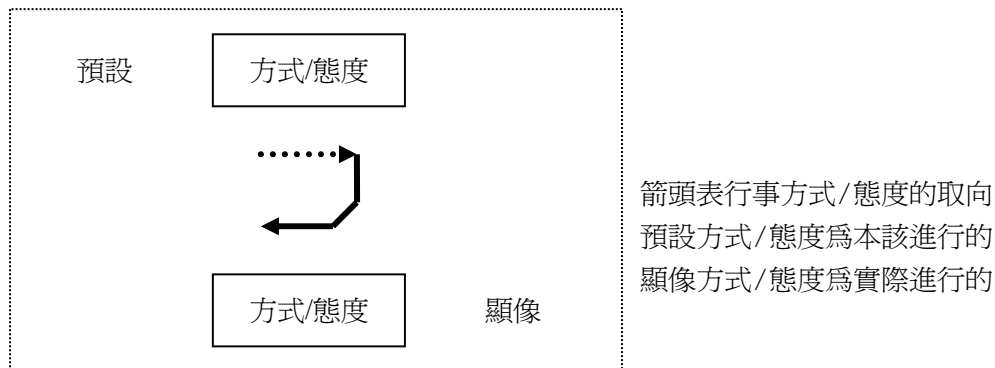 預設
方式/態度
箭頭表行事方式/態度的取向
預設方式/態度爲本該進行的
顯像方式/態度爲實際進行的
方式/態度
顯像